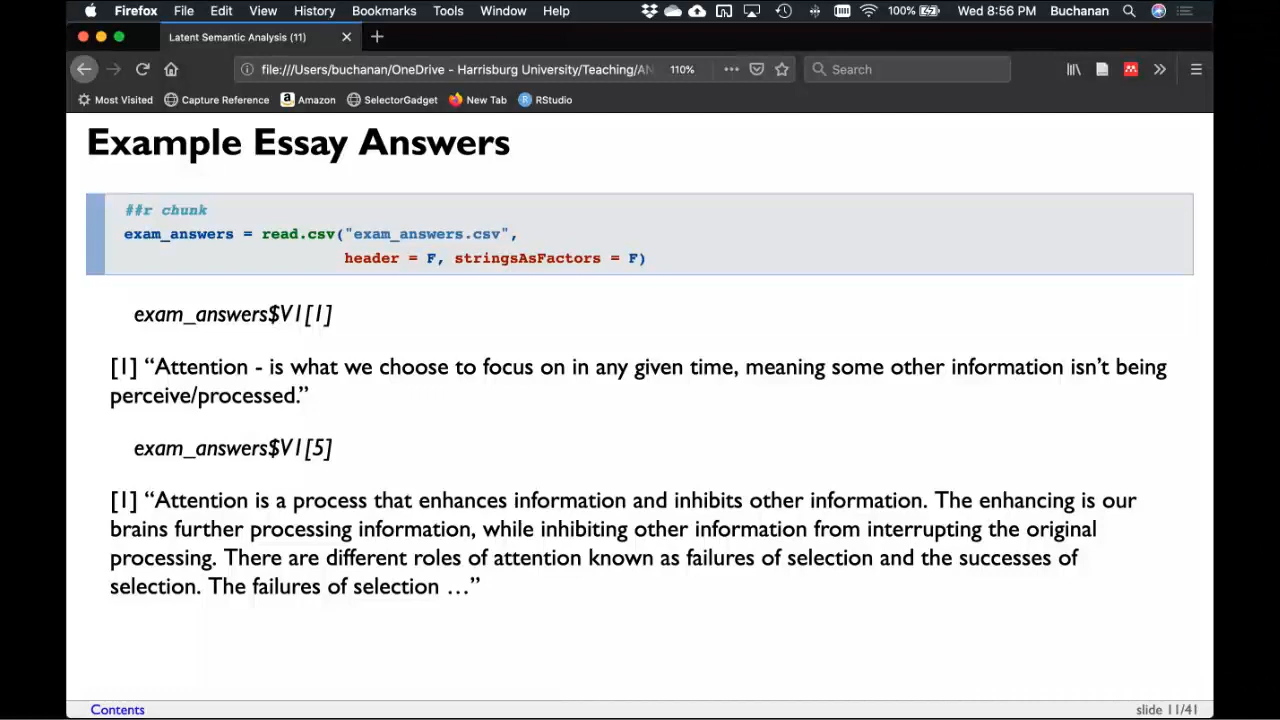 Firefox File Edit View History Bookmarks Tools Window Help 100% Wed 8:56 PM Buchanan
Latent Semantic Analysis (11)
file:///Users/buchanan/OneDrive - Harrisburg University/Teaching/AN 110% Search
Most Visited Capture Reference Amazon SelectorGadget New Tab RStudio
Example Essay Answers
##r chunk
exam_answers = read.csv("exam_answers.csv",
header = F, stringsAsFactors = F)
exam_answers$V1[1]
[1] “Attention - is what we choose to focus on in any given time, meaning some other information isn’t being
perceive/processed.”
exam_answers$V1[5]
[1] “Attention is a process that enhances information and inhibits other information. The enhancing is our
brains further processing information, while inhibiting other information from interrupting the original
processing. There are different roles of attention known as failures of selection and the successes of
selection. The failures of selection …”
Contents slide 11/41